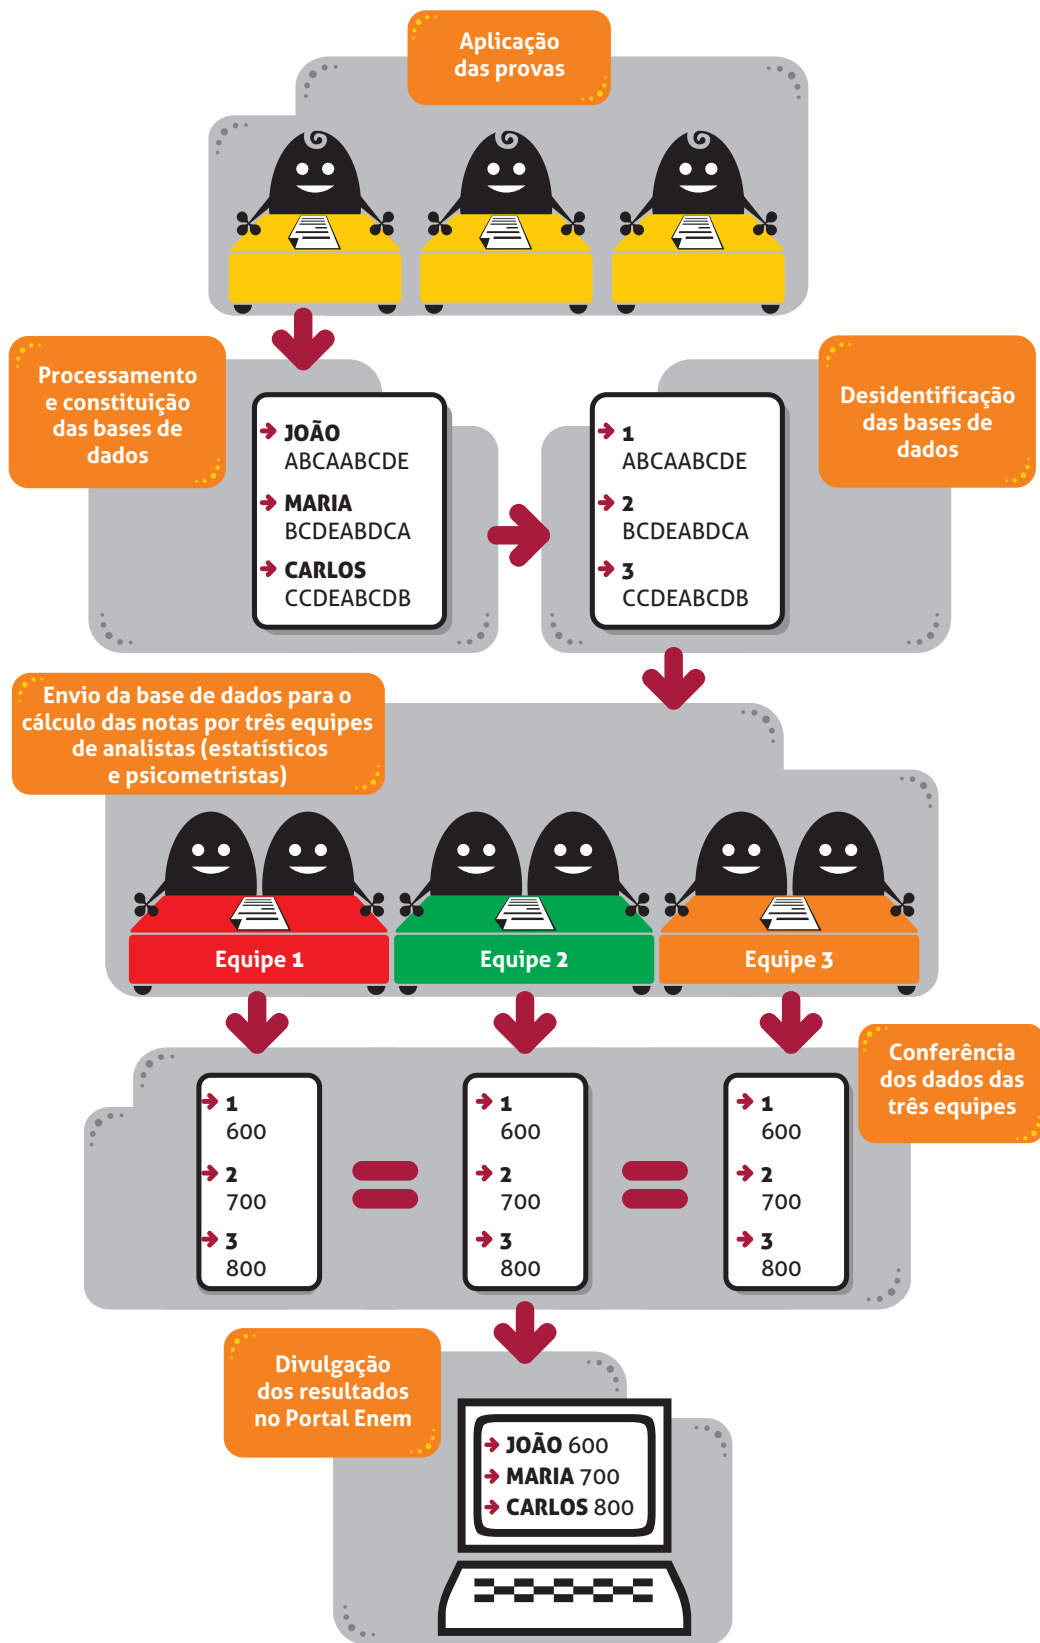 Aplicação
das provas
Processamento
e constituição
das bases de
dados
JOÃO
ABCAABCDE
MARIA
BCDEABDCA
CARLOS
CCDEABCDB
1
ABCAABCDE
2
BCDEABDCA
3
CCDEABCDB
Desidentificação
das bases de
dados
Envio da base de dados para o
cálculo das notas por três equipes
de analistas (estatísticos
e psicometristas)
Equipe 1
Equipe 2
Equipe 3
Conferência
dos dados das
três equipes
1
600
2
700
3
800
1
600
2
700
3
800
1
600
2
700
3
800
Divulgação
dos resultados
no Portal Enem
JOÃO 600
MARIA 700
CARLOS 800